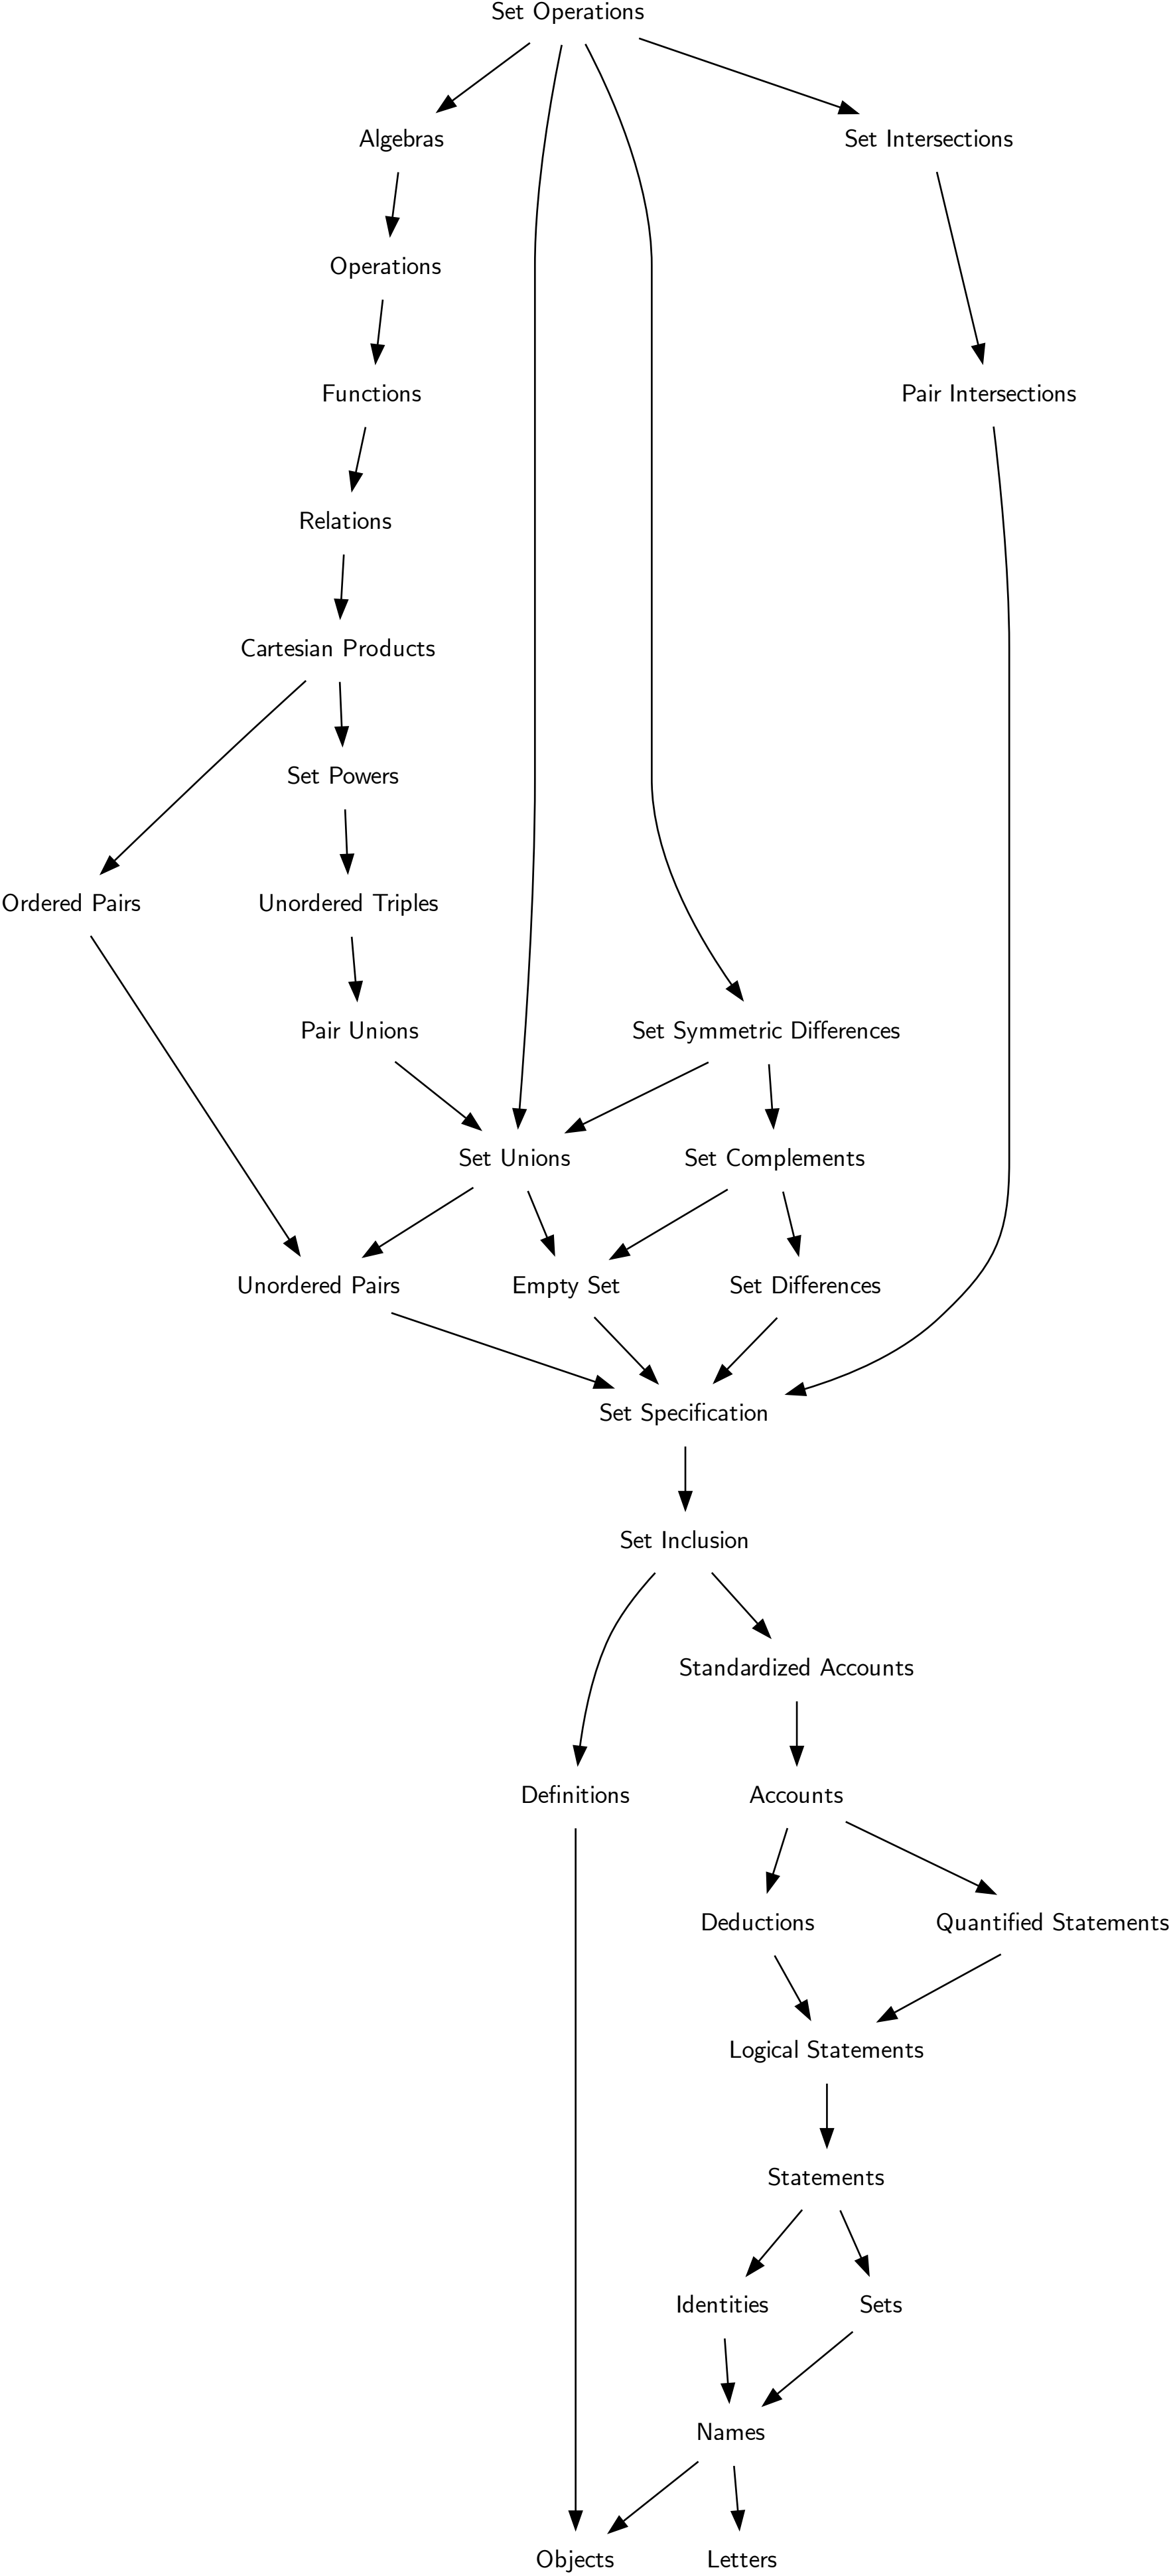 Set Operations
Algebras
Set Intersections
Operations
Functions
Pair Intersections
Relations
Cartesian Products
Set Powers
Ordered Pairs
Unordered Triples
Pair Unions
Set Symmetric Differences
Set Unions
Set Complements
Unordered Pairs
Empty Set
Set Differences
Set Specification
Set Inclusion
Standardized Accounts
Definitions
Accounts
Deductions
Quantified Statements
Logical Statements
Statements
Identities
Sets
Names
Objects
Letters